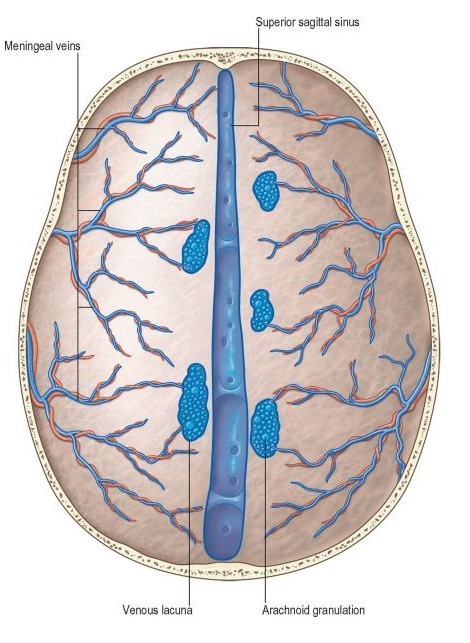 Superior sagittal sinus
Meningeal veins
Venous lacuna
Arachnoid granulation